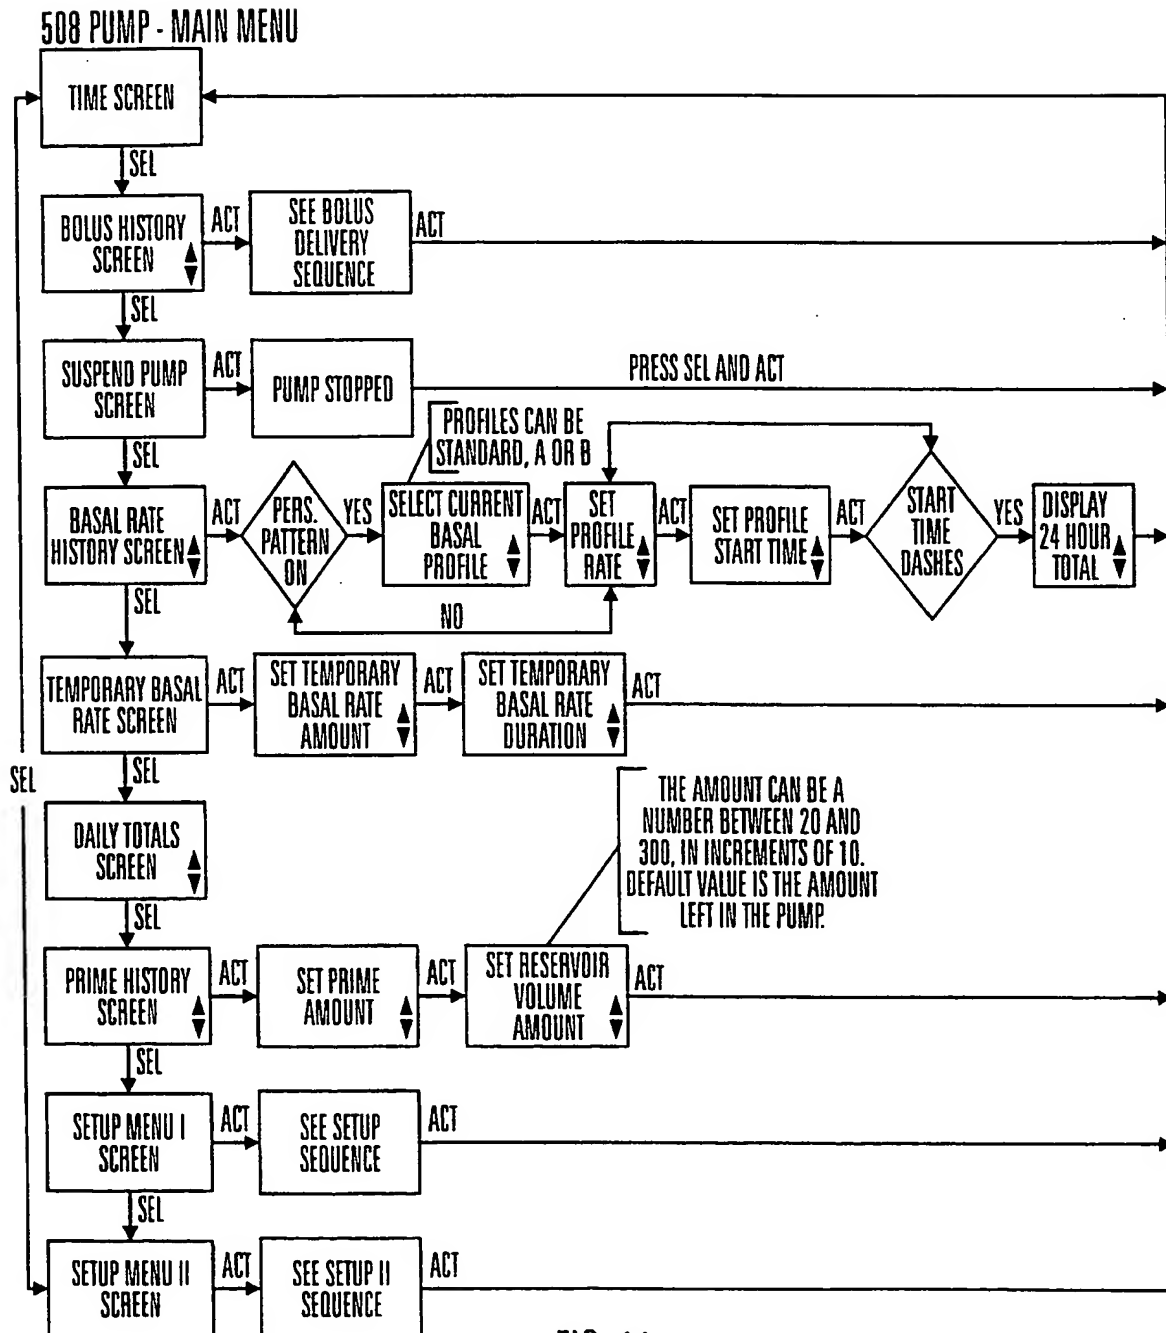 508 PUMP - MAIN MENU
TIME SCREEN
SEL
BOLUS HISTORY
SCREEN
ACT
SEE BOLUS
DELIVERY
SEQUENCE
ACT
SEL
SUSPEND PUMP
SCREEN
ACT
PUMP STOPPED
PRESS SEL AND ACT
SEL
PROFILES CAN BE
STANDARD, A OR B
BASAL RATE
HISTORY SCREEN
ACT
PERS.
PATTERN
ON
YES
SELECT CURRENT
BASAL
PROFILE
ACT
SET
PROFILE
RATE
ACT
SET PROFILE
START TIME
ACT
START
TIME
DASHES
YES
DISPLAY
24 HOUR
TOTAL
NO
SEL
TEMPORARY BASAL
RATE SCREEN
ACT
SET TEMPORARY
BASAL RATE
AMOUNT
ACT
SET TEMPORARY
BASAL RATE
DURATION
ACT
SEL
SEL
DAILY TOTALS
SCREEN
THE AMOUNT CAN BE A
NUMBER BETWEEN 20 AND
300, IN INCREMENTS OF 10.
DEFAULT VALUE IS THE AMOUNT
LEFT IN THE PUMP.
SEL
PRIME HISTORY
SCREEN
ACT
SET PRIME
AMOUNT
ACT
SET RESERVOIR
VOLUME
AMOUNT
ACT
SEL
SETUP MENU I
SCREEN
ACT
SEE SETUP
SEQUENCE
ACT
SEL
SETUP MENU II
SCREEN
ACT
SEE SETUP II
SEQUENCE
ACT